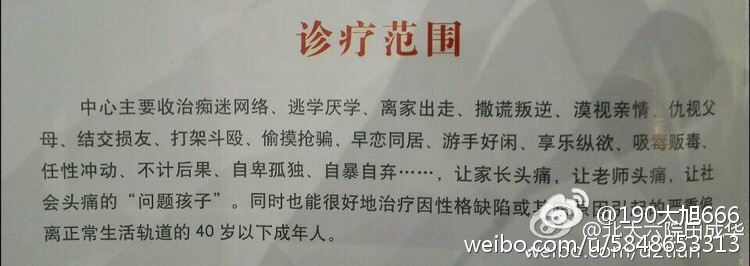 诊疗范围
中心主要收治痴迷网络、逃学厌学、离家出走、撒谎叛逆、漠视亲情、仇视父
母、结交损友、打架斗殴、偷摸抢骗、早恋同居、游手好闲、享乐纵欲、吸毒贩毒、
任性冲动、不计后果、自卑孤独、自暴自弃……，让家长头痛，让老师头痛，让社
会头痛的“问题孩子”。同时也能很好地治疗因性格缺陷或其他原因引起的严重偏
离正常生活轨道的 40 岁以下成年人。
@190大旭666
@北大六院田成华
weibo.com/u/5848653313
weibo.com/dztian